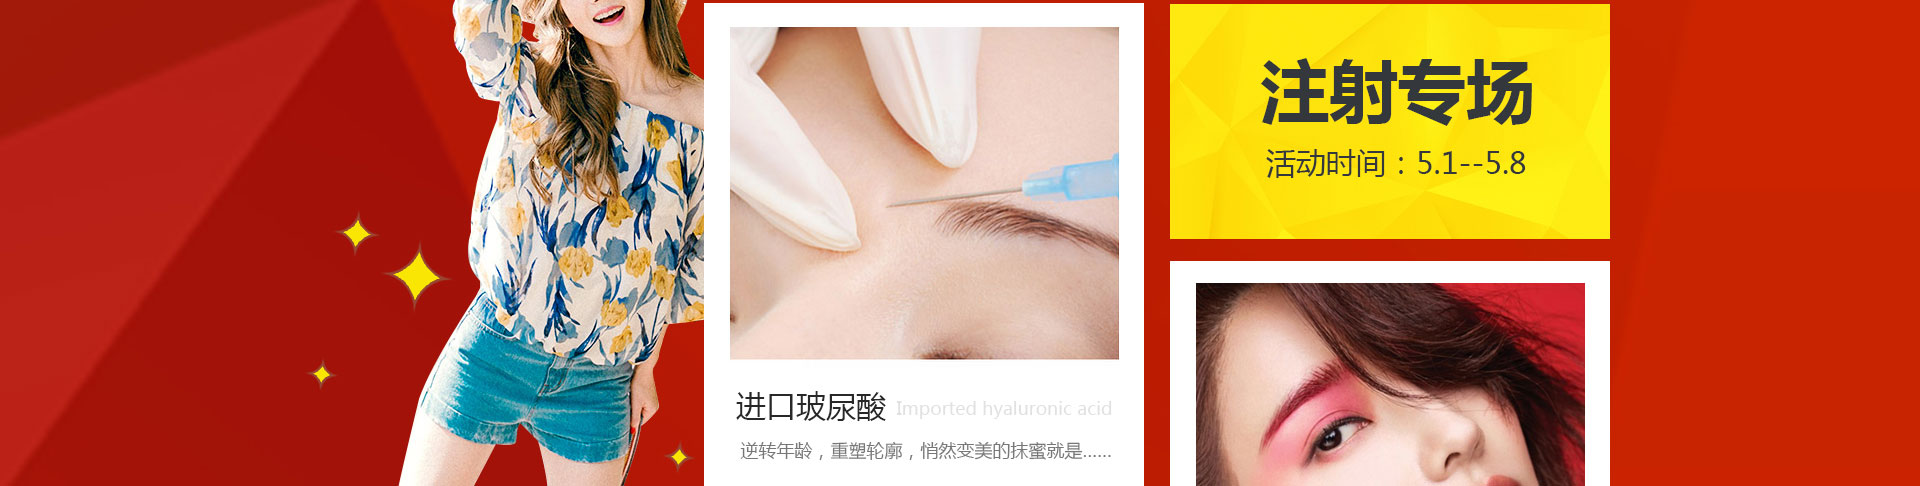 注射专场
活动时间：5.1--5.8
进口玻尿酸 Imported hyaluronic acid
逆转年龄，重塑轮廓，悄然变美的抹蜜就是......